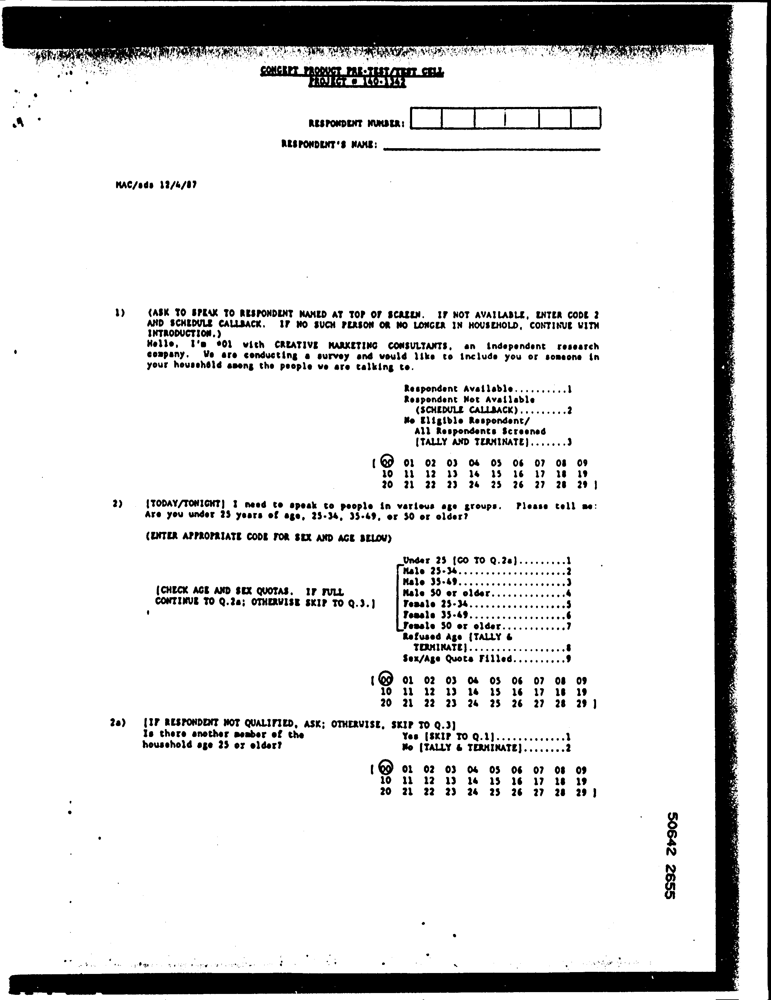 CONCEPT PRODUCT PRE-TEST/TEST CELL
PROJECT # 140-1342
RESPONDENT NUMBER:
RESPONDENT'S NAME:
MAC/sds 12/4/87
1) (ASK TO SPEAK TO RESPONDENT NAMED AT TOP OF SCREEN. IF NOT AVAILABLE, ENTER CODE 2
AND SCHEDULE CALLBACK. IF NO SUCH PERSON OR NO LONGER IN HOUSEHOLD, CONTINUE WITH
INTRODUCTION.)
Hello, I'm *01 with CREATIVE MARKETING CONSULTANTS, an independent research
company. We are conducting a survey and would like to include you or someone in
your household among the people we are talking to.
Respondent Available..........1
Respondent Not Available
(SCHEDULE CALLBACK).........2
No Eligible Respondent/
All Respondents Screened
[TALLY AND TERMINATE].......3
[ 00 01 02 03 04 05 06 07 08 09
10 11 12 13 14 15 16 17 18 19
20 21 22 23 24 25 26 27 28 29 ]
2) [TODAY/TONIGHT] I need to speak to people in various age groups. Please tell me:
Are you under 25 years of age, 25-34, 35-49, or 50 or older?
(ENTER APPROPRIATE CODE FOR SEX AND AGE BELOW)
Under 25 [GO TO Q.2a].........1
Male 25-34....................2
Male 35-49....................3
[CHECK AGE AND SEX QUOTAS. IF FULL Male 50 or older..............4
CONTINUE TO Q.2a; OTHERWISE SKIP TO Q.3.] Female 25-34..................5
Female 35-49..................6
Female 50 or older............7
Refused Age [TALLY &
TERMINATE]..................8
Sex/Age Quota Filled..........9
[ 00 01 02 03 04 05 06 07 08 09
10 11 12 13 14 15 16 17 18 19
20 21 22 23 24 25 26 27 28 29 ]
2a) [IF RESPONDENT NOT QUALIFIED, ASK; OTHERWISE, SKIP TO Q.3]
Is there another member of the Yes [SKIP TO Q.1].............1
household age 25 or older? No [TALLY & TERMINATE]........2
[ 00 01 02 03 04 05 06 07 08 09
10 11 12 13 14 15 16 17 18 19
20 21 22 23 24 25 26 27 28 29 ]
50642 2655